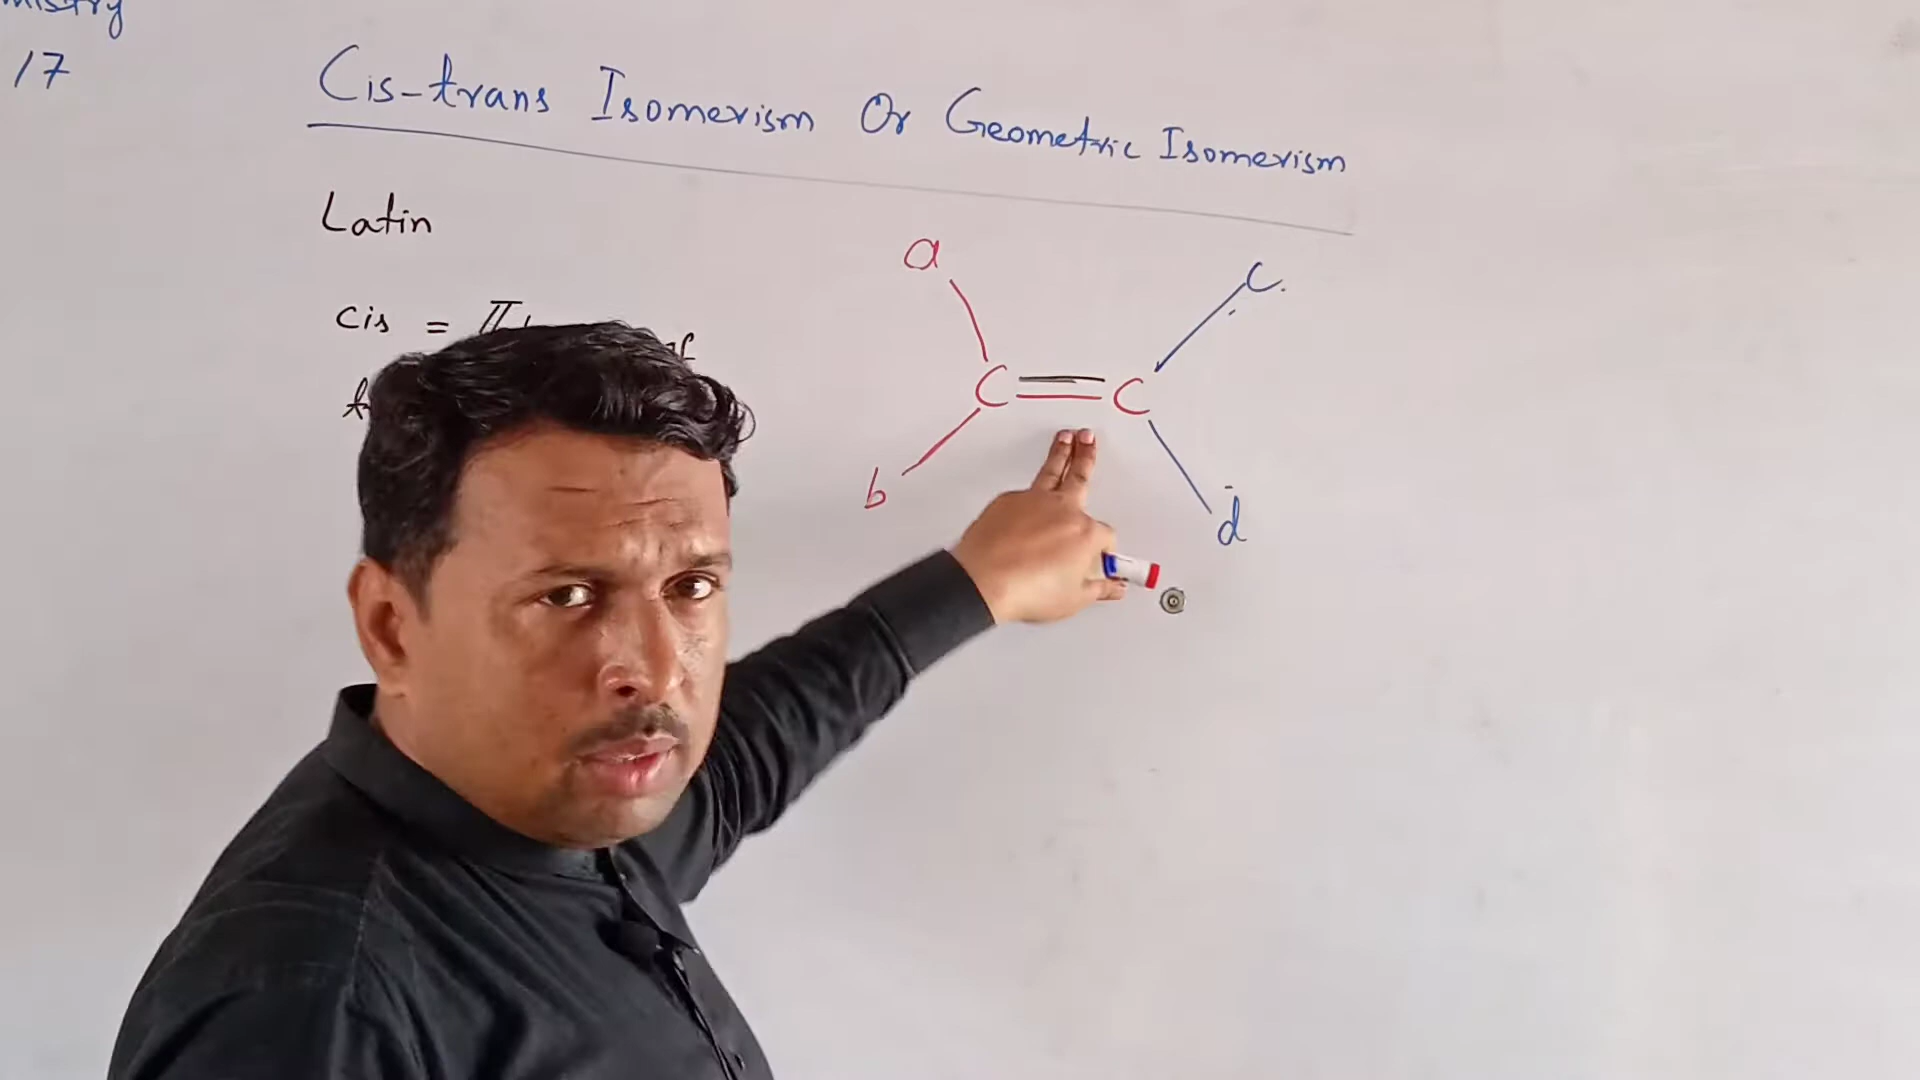 17
Cis-trans Isomerism Or Geometric Isomerism
Latin
a
c
cis =
C = C
b
d